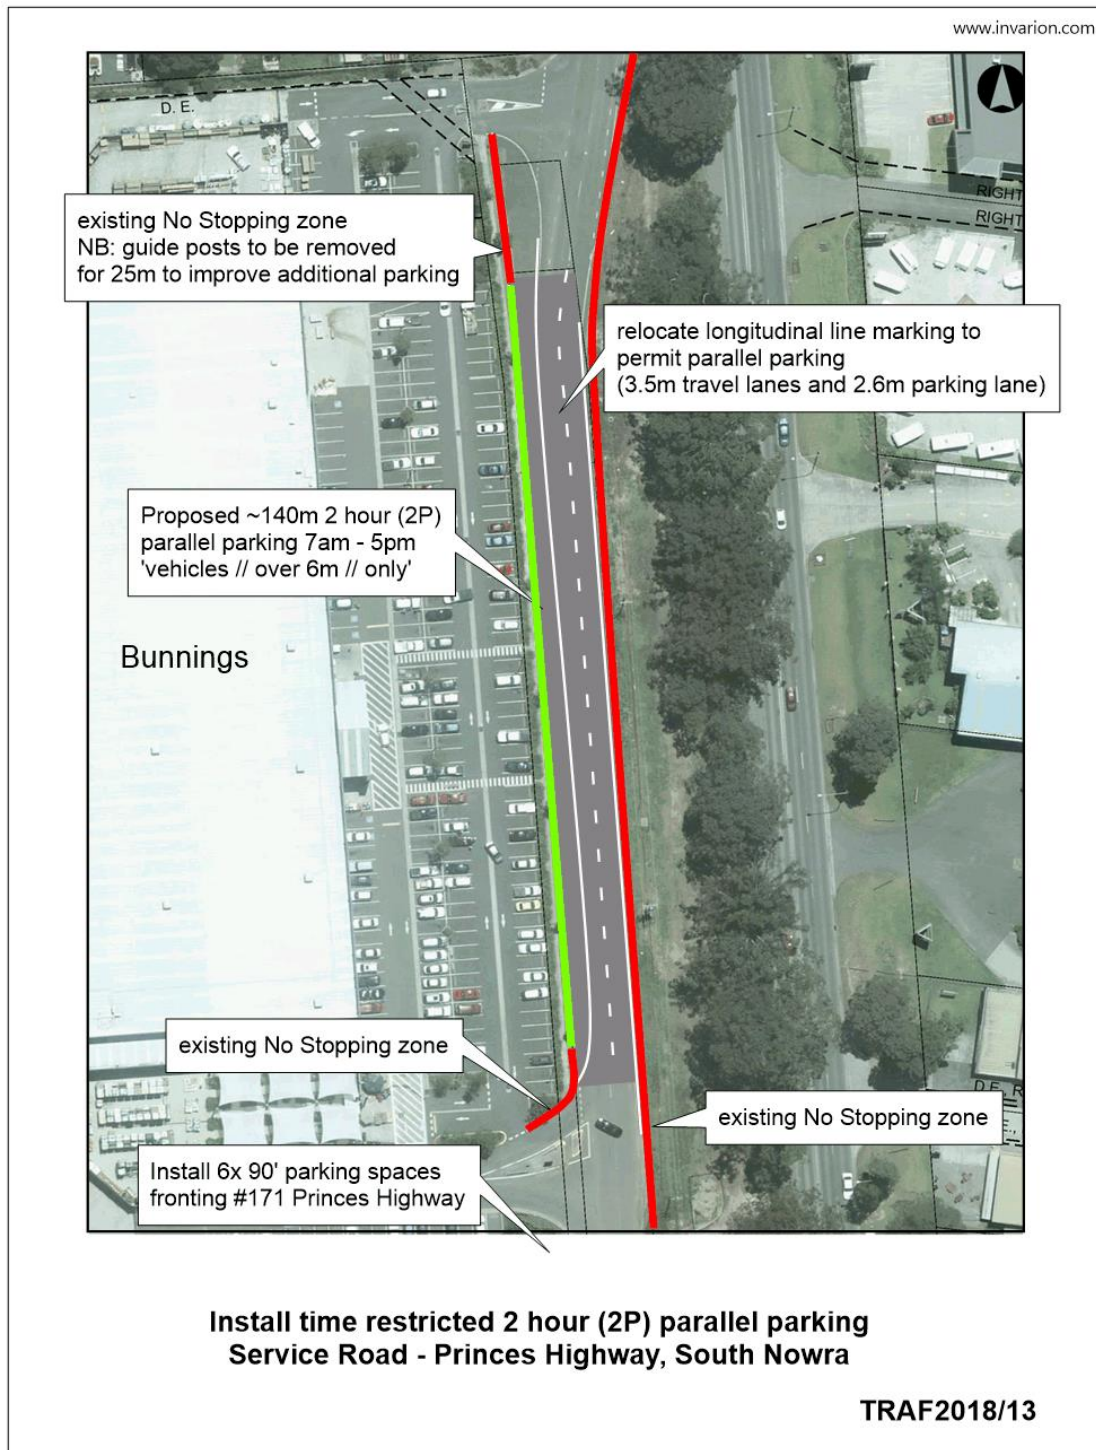 www.invarion.com
D. E.
RIGHT
RIGHT
existing No Stopping zone
NB: guide posts to be removed
for 25m to improve additional parking
relocate longitudinal line marking to
permit parallel parking
(3.5m travel lanes and 2.6m parking lane)
Proposed ~140m 2 hour (2P)
parallel parking 7am - 5pm
'vehicles // over 6m // only'
Bunnings
existing No Stopping zone
D.E. R
existing No Stopping zone
Install 6x 90' parking spaces
fronting #171 Princes Highway
Install time restricted 2 hour (2P) parallel parking
Service Road - Princes Highway, South Nowra
TRAF2018/13